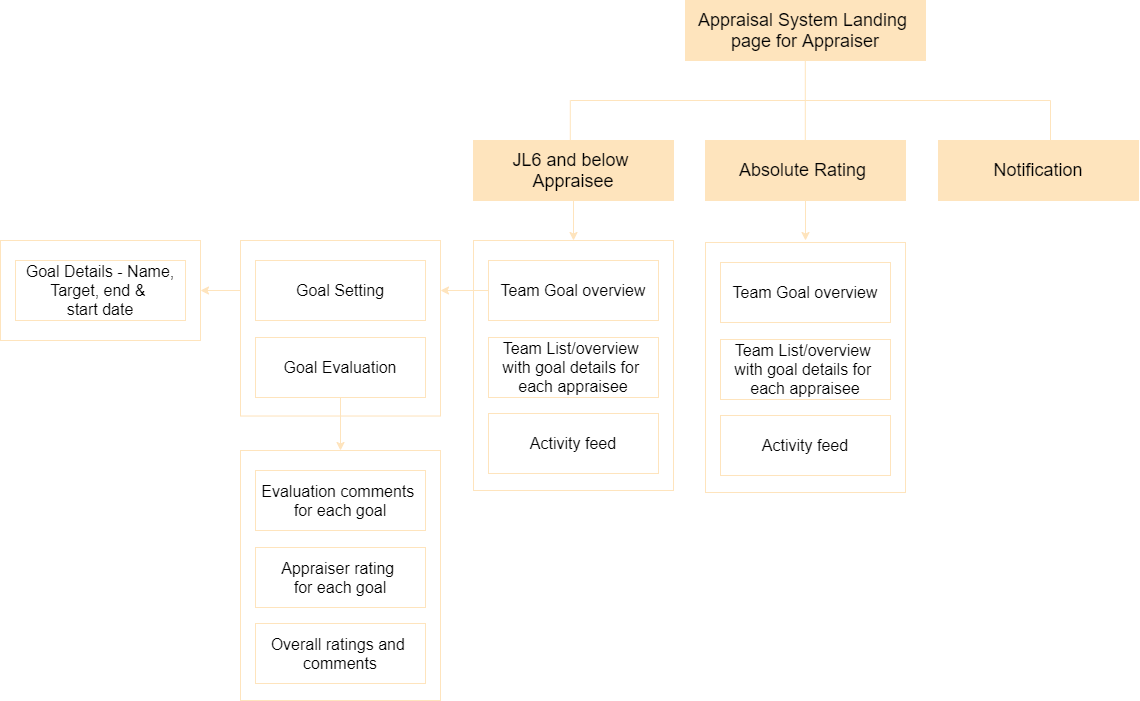 Appraisal System Landing
page for Appraiser
JL6 and below
Appraisee
Absolute Rating
Notification
Goal Details - Name,
Target, end &
start date
Goal Setting
Goal Evaluation
Team Goal overview
Team List/overview
with goal details for
each appraisee
Activity feed
Team Goal overview
Team List/overview
with goal details for
each appraisee
Activity feed
Evaluation comments
for each goal
Appraiser rating
for each goal
Overall ratings and
comments